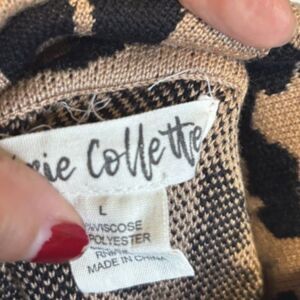 ie Collette
L
VISCOSE
POLYESTER
MADE IN CHINA